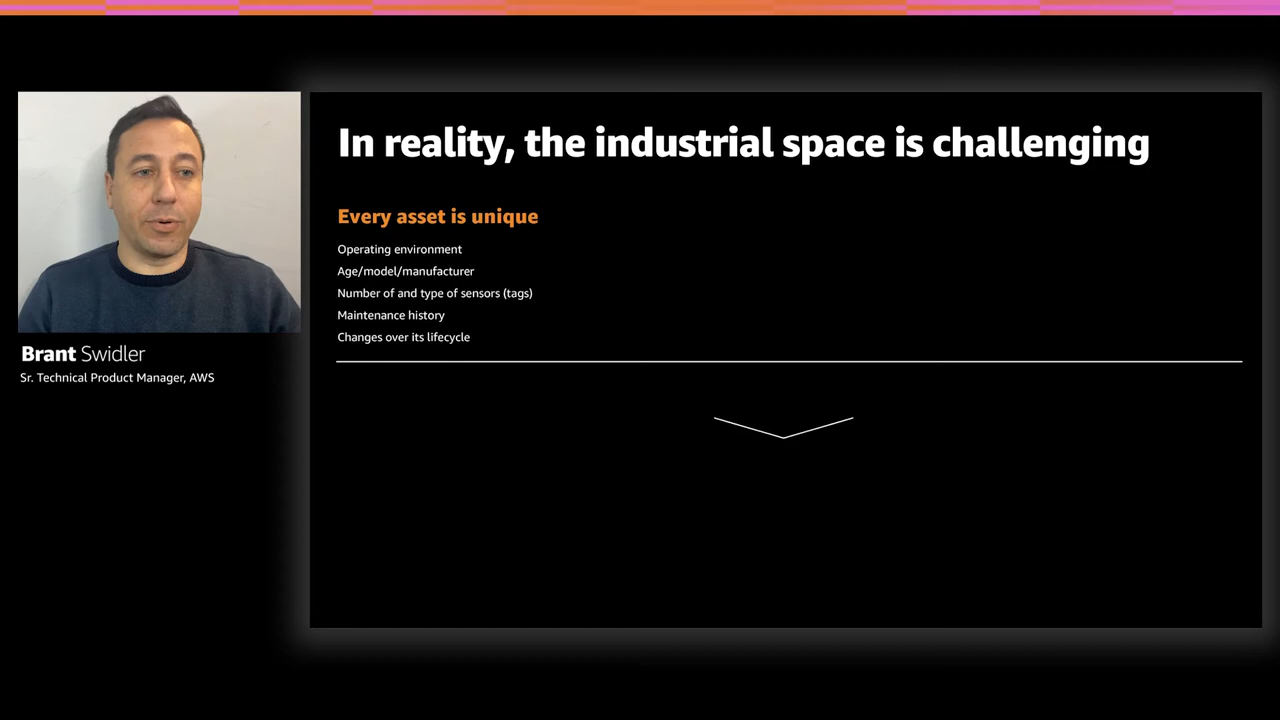 In reality, the industrial space is challenging
Every asset is unique
Operating environment
Age/model/manufacturer
Number of and type of sensors (tags)
Maintenance history
Changes over its lifecycle
Brant Swidler
Sr. Technical Product Manager, AWS